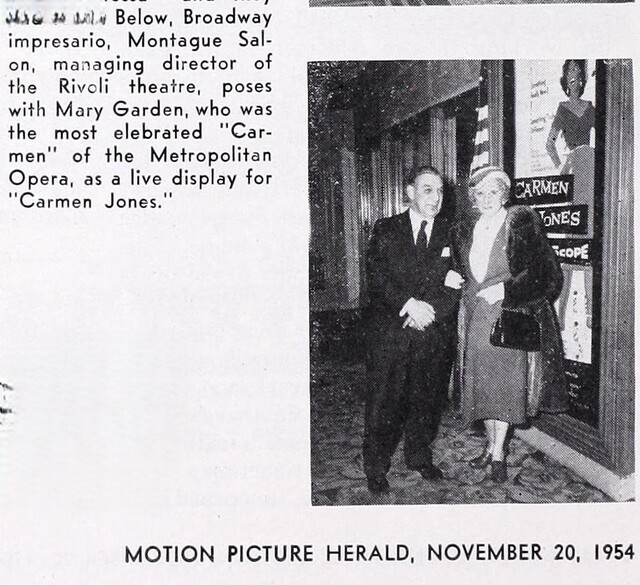 Below, Broadway
impresario, Montague Sal-
on, managing director of
the Rivoli theatre, poses
with Mary Garden, who was
the most elebrated "Car-
men" of the Metropolitan
Opera, as a live display for
"Carmen Jones."
CARMEN
JONES
SCOPE
MOTION PICTURE HERALD, NOVEMBER 20, 1954